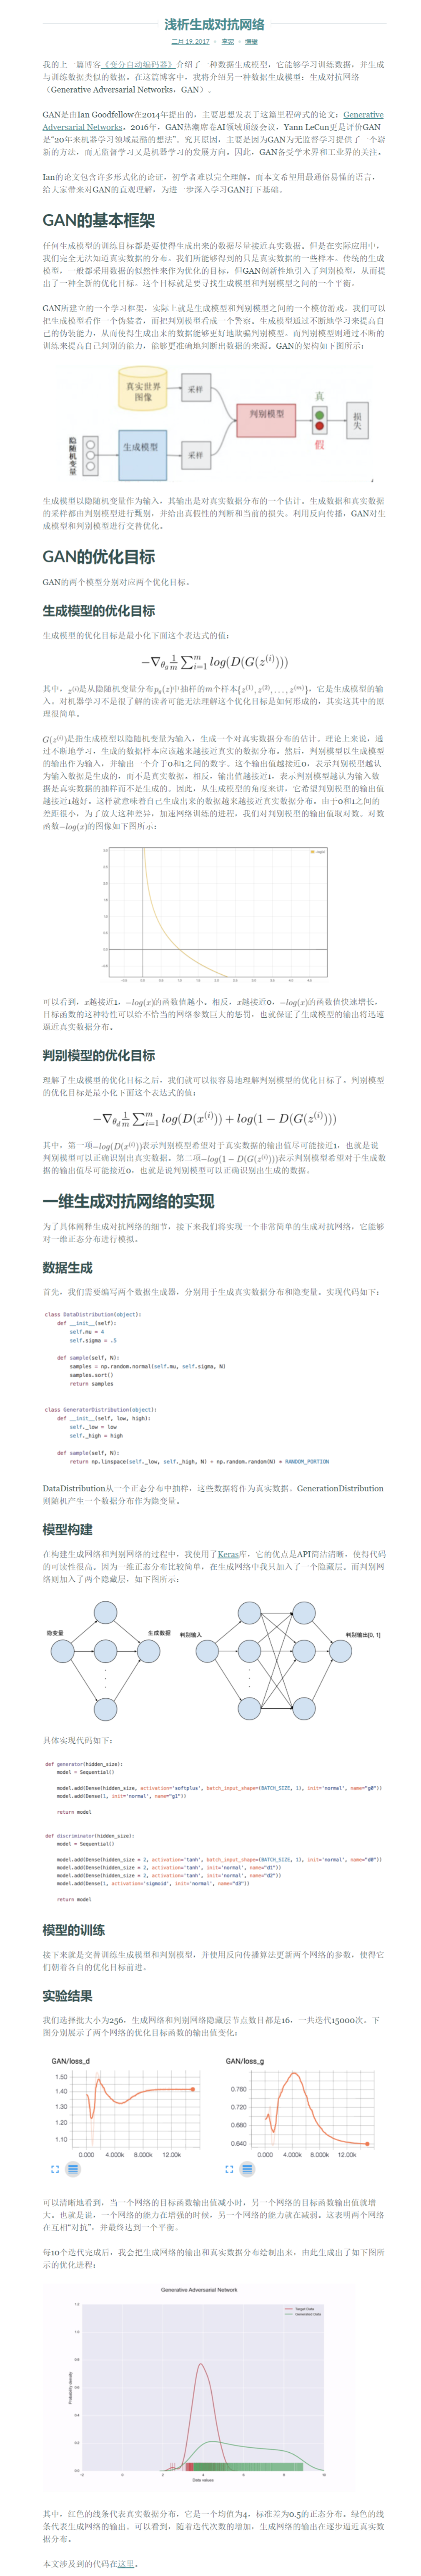 浅析生成对抗网络
二月 19, 2017 • 李嫰 • 编辑
我的上一篇博客《变分自动编码器》介绍了一种数据生成模型，它能够学习训练数据，并生成
与训练数据类似的数据。在这篇博客中，我将介绍另一种数据生成模型：生成对抗网络
（Generative Adversarial Networks，GAN）。
GAN是由Ian Goodfellow在2014年提出的，主要思想发表于这篇里程碑式的论文：Generative
Adversarial Networks。2016年，GAN热潮席卷AI领域顶级会议，Yann LeCun更是评价GAN
是“20年来机器学习领域最酷的想法”。究其原因，主要是因为GAN为无监督学习提供了一个崭
新的方法，而无监督学习又是机器学习的发展方向。因此，GAN备受学术界和工业界的关注。
Ian的论文包含许多形式化的论证，初学者难以完全理解。而本文希望用最通俗易懂的语言，
给大家带来对GAN的直观理解，为进一步深入学习GAN打下基础。
GAN的基本框架
任何生成模型的训练目标都是要使得生成出来的数据尽量接近真实数据。但是在实际应用中，
我们完全无法知道真实数据的分布。我们所能够得到的只是真实数据的一些样本。传统的生成
模型，一般都采用数据的似然性来作为优化的目标，但GAN创新性地引入了判别模型，从而提
出了一种全新的优化目标。这个目标就是要寻找生成模型和判别模型之间的一个平衡。
GAN所建立的一个学习框架，实际上就是生成模型和判别模型之间的一个模仿游戏。我们可以
把生成模型看作一个伪装者，而把判别模型看成一个警察。生成模型通过不断地学习来提高自
己的伪装能力，从而使得生成出来的数据能够更好地欺骗判别模型。而判别模型则通过不断的
训练来提高自己判别的能力，能够更准确地判断出数据的来源。GAN的架构如下图所示：
真实世界
图像
采样
真
判别模型
损失
假
隐随机变量
生成模型
采样
生成模型以隐随机变量作为输入，其输出是对真实数据分布的一个估计。生成数据和真实数据
的采样都由判别模型进行甄别，并给出真假性的判断和当前的损失。利用反向传播，GAN对生
成模型和判别模型进行交替优化。
GAN的优化目标
GAN的两个模型分别对应两个优化目标。
生成模型的优化目标
生成模型的优化目标是最小化下面这个表达式的值：
−∇θg 1/m ∑ᵢ₌₁ᵐ log(D(G(z⁽ⁱ⁾)))
其中，z⁽ⁱ⁾是从隐随机变量分布pg(z)中抽样的m个样本{z⁽¹⁾, z⁽²⁾, . . . , z⁽ᵐ⁾}，它是生成模型的输
入。对机器学习不是很了解的读者可能无法理解这个优化目标是如何形成的，其实这其中的原
理很简单。
G(z⁽ⁱ⁾)是指生成模型以隐随机变量为输入，生成一个对真实数据分布的估计。理论上来说，通
过不断地学习，生成的数据样本应该越来越接近真实的数据分布。然后，判别模型以生成模型
的输出作为输入，并输出一个介于0和1之间的数字。这个输出值越接近0，表示判别模型越认
为输入数据是生成的，而不是真实数据。相反，输出值越接近1，表示判别模型越认为输入数
据是真实数据的抽样而不是生成的。因此，从生成模型的角度来讲，它希望判别模型的输出值
越接近1越好。这样就意味着自己生成出来的数据越来越接近真实数据分布。由于0和1之间的
差距很小，为了放大这种差异，加速网络训练的进程，我们对判别模型的输出值取对数。对数
函数−log(x)的图像如下图所示：
可以看到，x越接近1，−log(x)的函数值越小。相反，x越接近0，−log(x)的函数值快速增长。
目标函数的这种特性可以给不恰当的网络参数巨大的惩罚，也就保证了生成模型的输出将迅速
逼近真实数据分布。
判别模型的优化目标
理解了生成模型的优化目标之后，我们就可以很容易地理解判别模型的优化目标了。判别模型
的目标是最小化下面这个表达式的值：
−∇θd 1/m ∑ᵢ₌₁ᵐ log(D(x⁽ⁱ⁾)) + log(1 − D(G(z⁽ⁱ⁾)))
其中，第一项−log(D(x⁽ⁱ⁾))表示判别模型希望对于真实数据的输出值尽可能接近1，也就是说
判别模型可以正确识别出真实数据。第二项−log(1 − D(G(z⁽ⁱ⁾)))表示判别模型希望对于生成数
据的输出值尽可能接近0，也就是说判别模型可以正确识别出生成的数据。
一维生成对抗网络的实现
为了具体阐释生成对抗网络的细节，接下来我们将实现一个非常简单的生成对抗网络，它能够
对一维正态分布进行模拟。
数据生成
首先，我们需要编写两个数据生成器，分别用于生成真实数据分布和隐变量。实现代码如下：
class DataDistribution(object):
def __init__(self):
self.mu = 4
self.sigma = .5
def sample(self, N):
samples = np.random.normal(self.mu, self.sigma, N)
samples.sort()
return samples
class GeneratorDistribution(object):
def __init__(self, low, high):
self._low = low
self._high = high
def sample(self, N):
return np.linspace(self._low, self._high, N) + np.random.random(N) * RANDOM_PORTION
DataDistribution从一个正态分布中抽样，这些数据将作为真实数据。GenerationDistribution
则随机产生一个数据分布作为隐变量。
模型构建
在构建生成网络和判别网络的过程中，我使用了Keras库，它的优点是API简洁清晰，使得代码
的可读性很高。因为一维正态分布比较简单，在生成网络中我只加入了一个隐藏层。而判别网
络则加入了两个隐藏层，如下图所示：
隐变量 生成数据 判别输入 判别输出[0, 1]
具体实现代码如下：
def generator(hidden_size):
model = Sequential()
model.add(Dense(hidden_size, activation='softplus', batch_input_shape=(BATCH_SIZE, 1), init='normal', name="g0"))
model.add(Dense(1, init='normal', name="g1"))
return model
def discriminator(hidden_size):
model = Sequential()
model.add(Dense(hidden_size * 2, activation='tanh', batch_input_shape=(BATCH_SIZE, 1), init='normal', name="d0"))
model.add(Dense(hidden_size * 2, activation='tanh', init='normal', name="d1"))
model.add(Dense(hidden_size * 2, activation='tanh', init='normal', name="d2"))
model.add(Dense(1, activation='sigmoid', init='normal', name="d3"))
return model
模型的训练
接下来就是交替训练生成模型和判别模型，并使用反向传播算法更新两个网络的参数，使得它
们朝着各自的优化目标前进。
实验结果
我们选择批大小为256，生成网络和判别网络隐藏层节点数目都是16，一共迭代15000次。下
图分别展示了两个网络的优化目标函数的输出值变化：
GAN/loss_d
1.50
1.40
1.30
1.20
1.10
0.000 4.000k 8.000k 12.00k
GAN/loss_g
0.760
0.720
0.680
0.640
0.000 4.000k 8.000k 12.00k
可以清晰地看到，当一个网络的目标函数输出值减小时，另一个网络的目标函数输出值就增
大。也就是说，一个网络的能力在增强的时候，另一个网络的能力就在减弱。这表明两个网络
在互相“对抗”，并最终达到一个平衡。
每10个迭代完成后，我会把生成网络的输出和真实数据分布绘制出来，由此生成出了如下图所
示的优化进程：
Generative Adversarial Network
Target Data
Generated Data
Probability density
Data values
其中，红色的线条代表真实数据分布，它是一个均值为4，标准差为0.5的正态分布。绿色的线
条代表生成网络的输出。可以看到，随着迭代次数的增加，生成网络的输出在逐步逼近真实数
据分布。
本文涉及到的代码在这里。